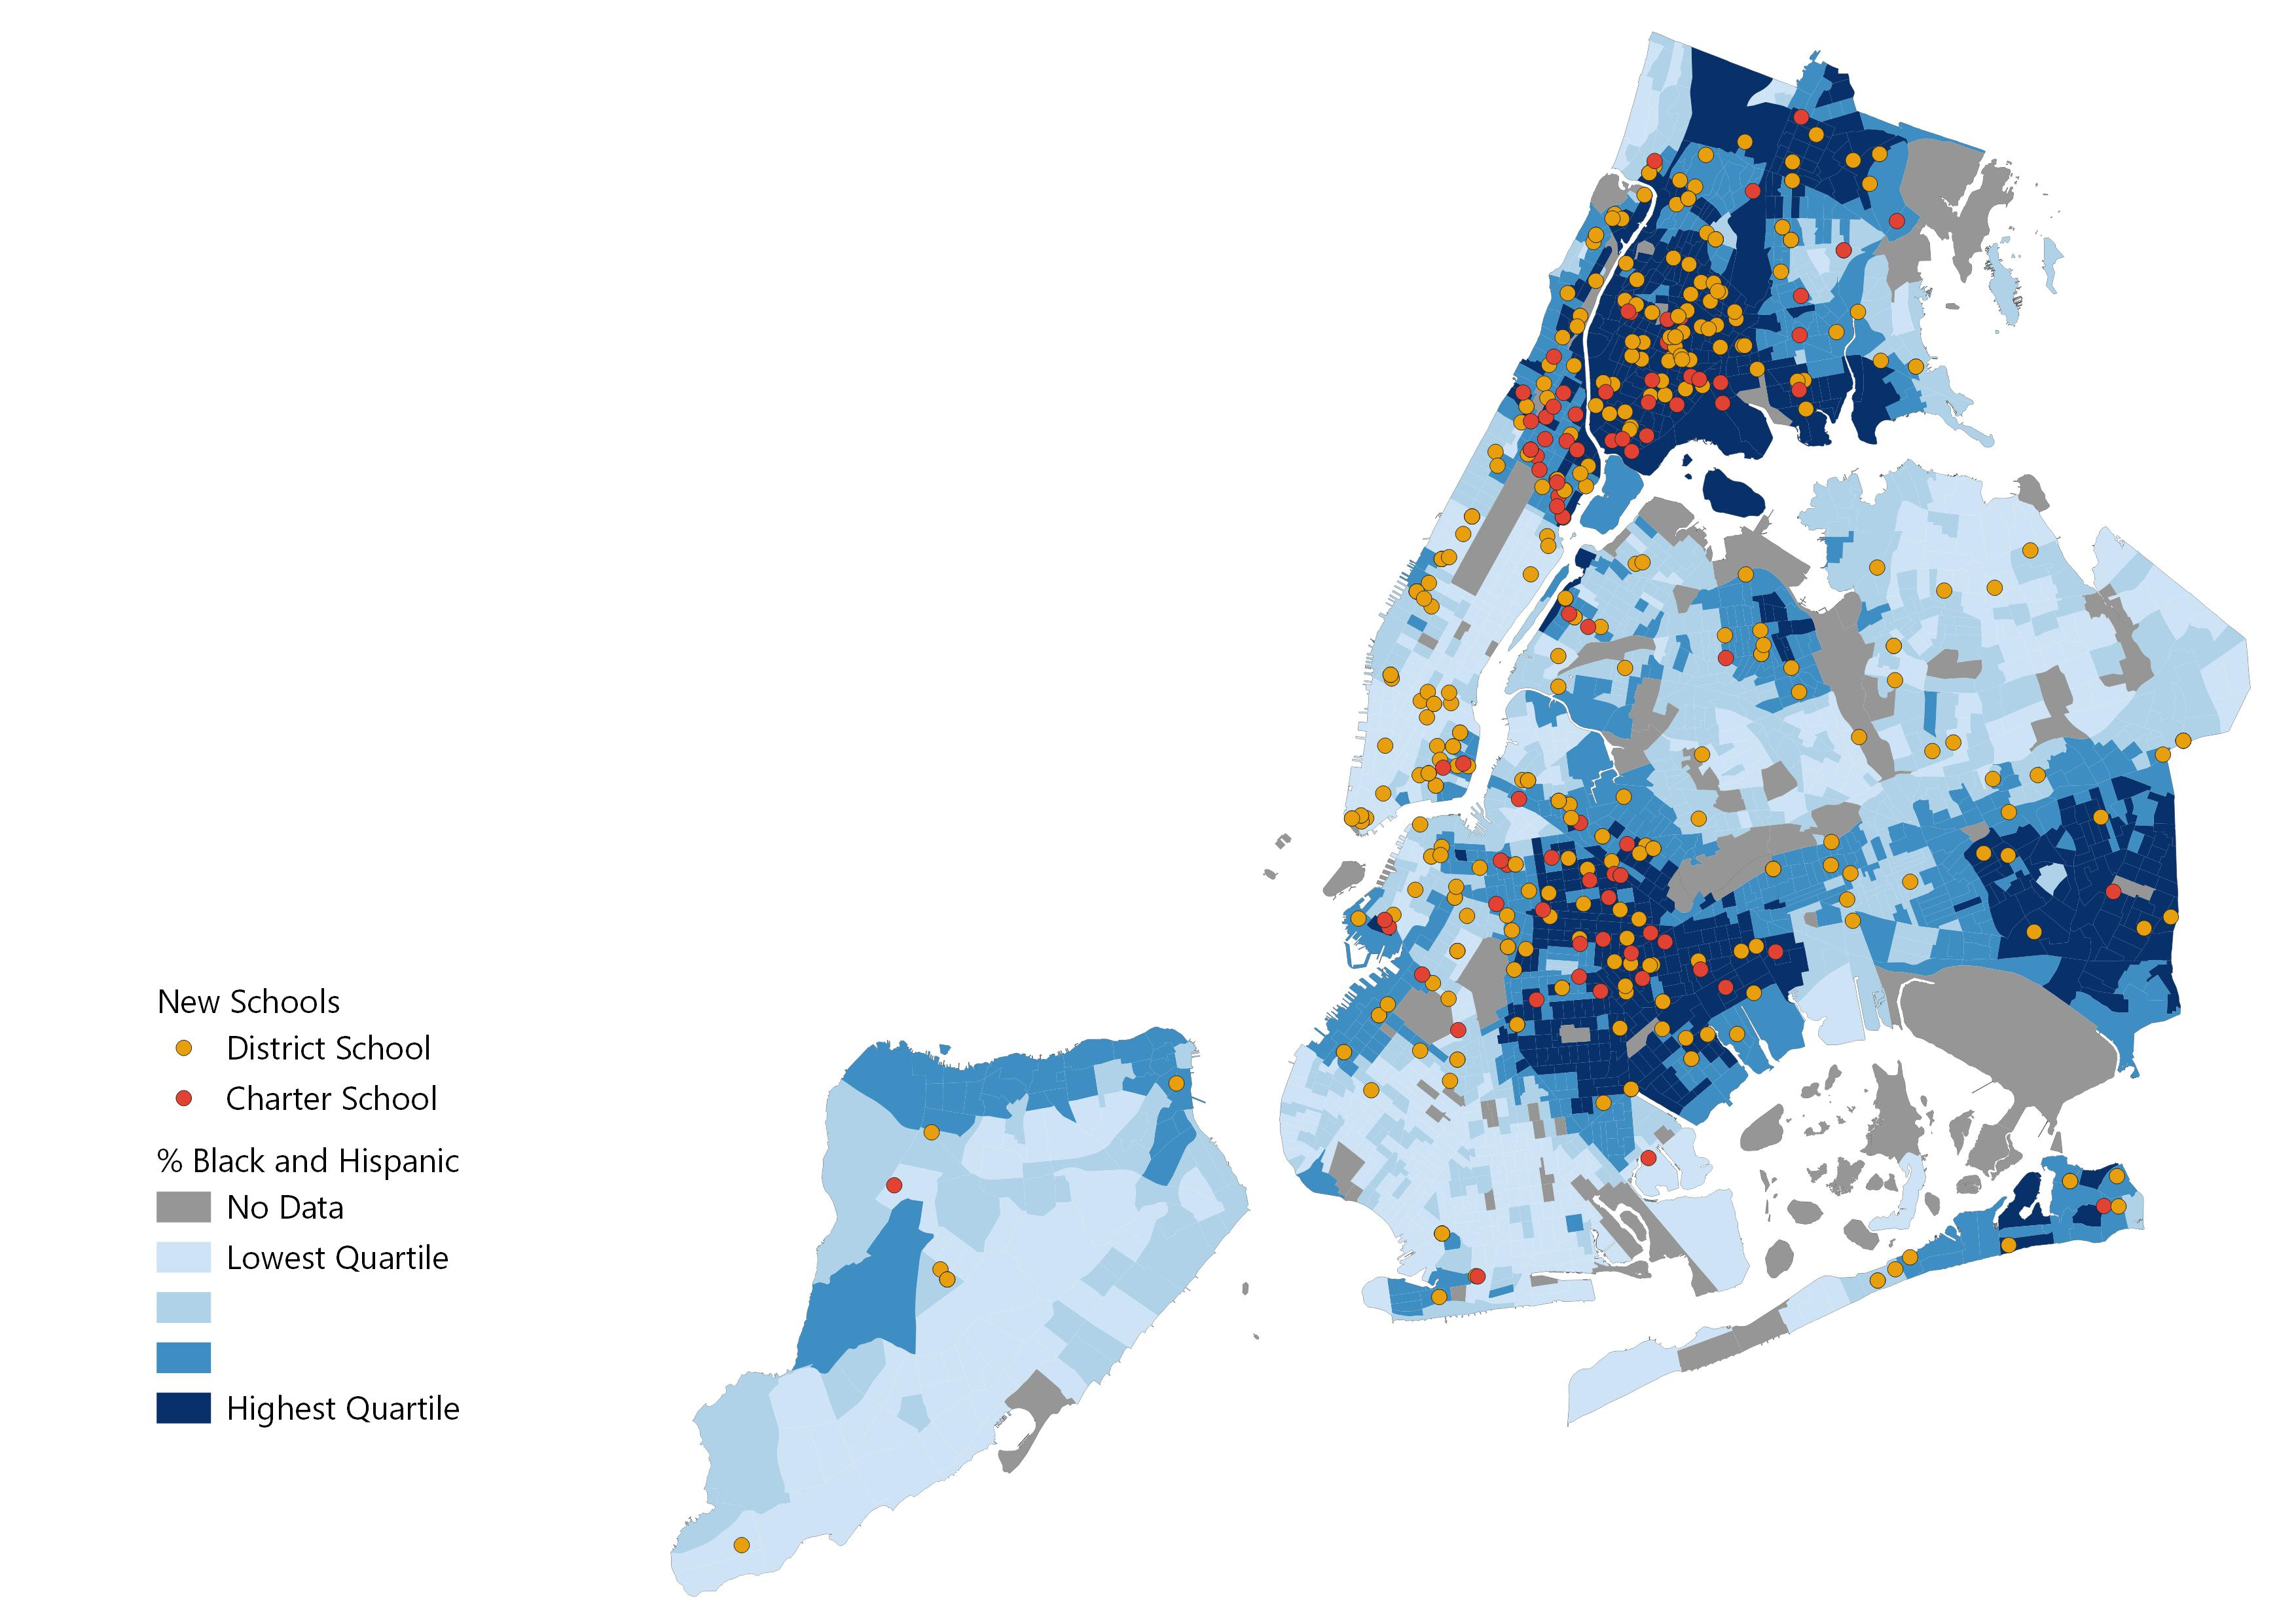 New Schools
District School
Charter School
% Black and Hispanic
No Data
Lowest Quartile
Highest Quartile